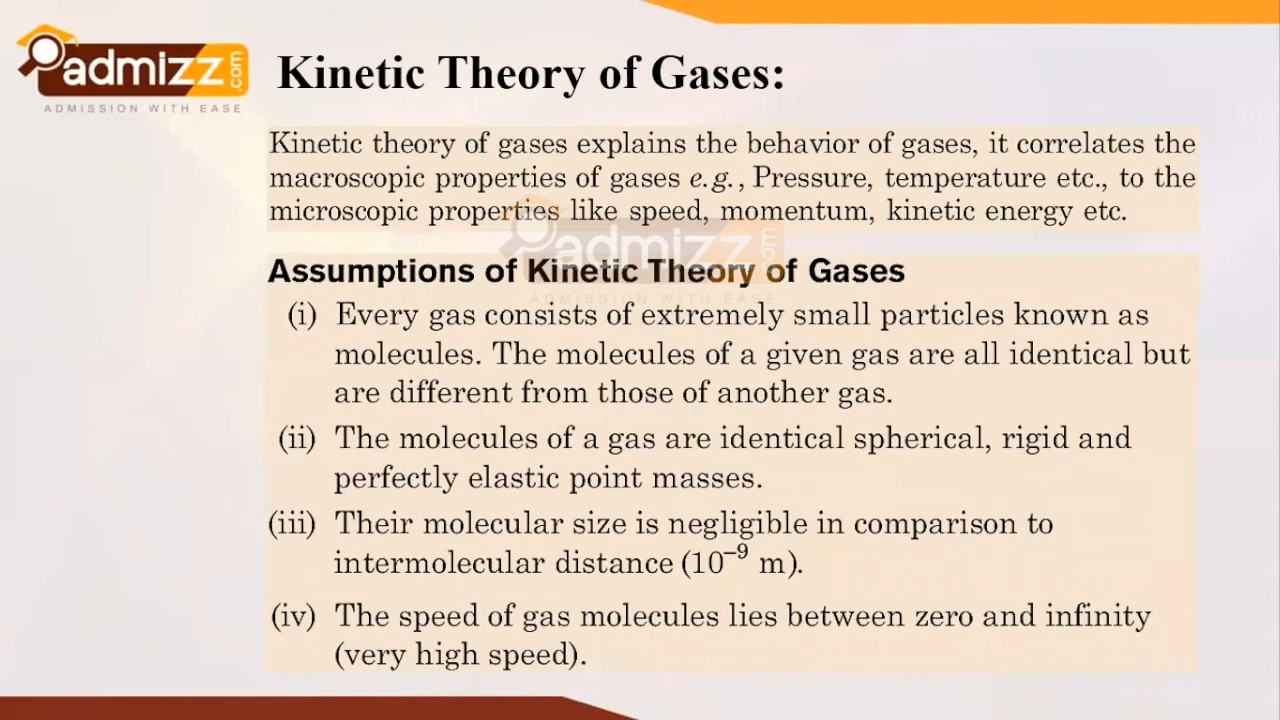 admizz.com
ADMISSION WITH EASE
Kinetic Theory of Gases:
Kinetic theory of gases explains the behavior of gases, it correlates the
macroscopic properties of gases e.g., Pressure, temperature etc., to the
microscopic properties like speed, momentum, kinetic energy etc.
admizz.com
ADMISSION WITH EASE
Assumptions of Kinetic Theory of Gases
(i) Every gas consists of extremely small particles known as
molecules. The molecules of a given gas are all identical but
are different from those of another gas.
(ii) The molecules of a gas are identical spherical, rigid and
perfectly elastic point masses.
(iii) Their molecular size is negligible in comparison to
intermolecular distance (10⁻⁹ m).
(iv) The speed of gas molecules lies between zero and infinity
(very high speed).